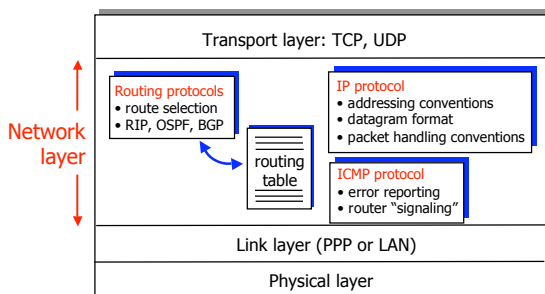 Transport layer: TCP, UDP
Network
layer
Routing protocols
• route selection
• RIP, OSPF, BGP
routing
table
IP protocol
• addressing conventions
• datagram format
• packet handling conventions
ICMP protocol
• error reporting
• router “signaling”
Link layer (PPP or LAN)
Physical layer